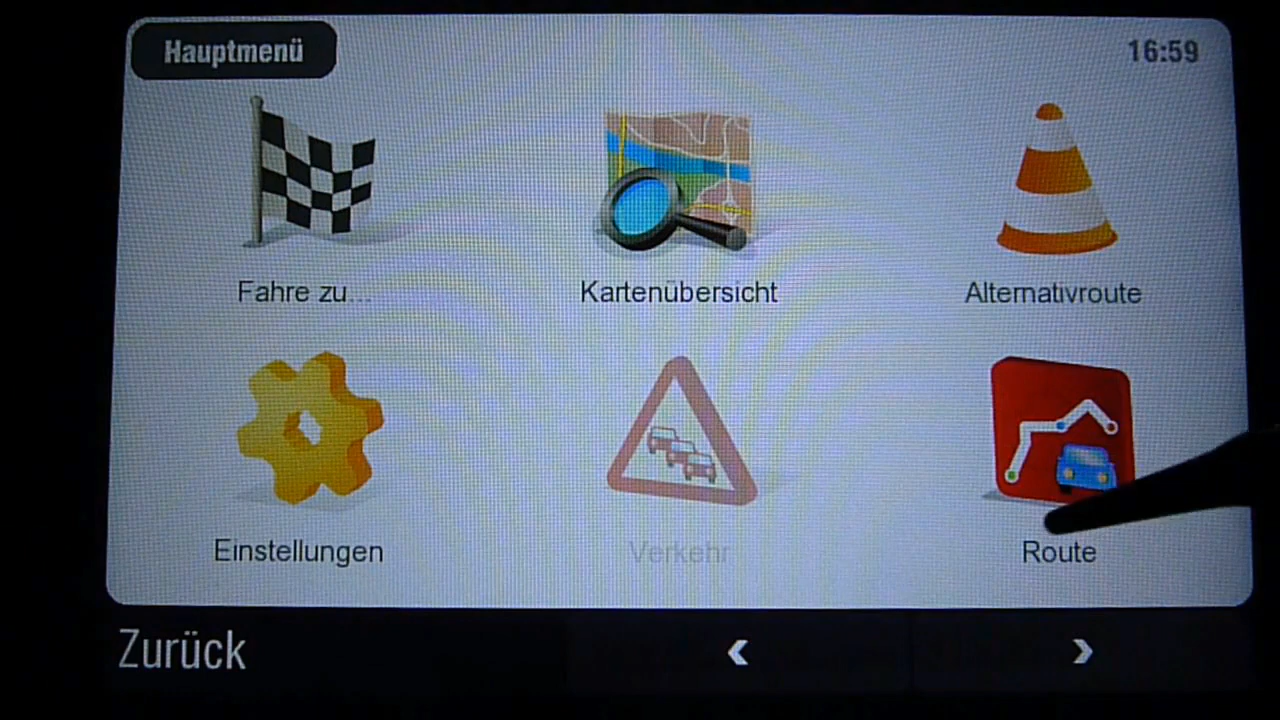 Hauptmenü
16:59
Fahre zu...
Kartenübersicht
Alternativroute
Einstellungen
Verkehr
Route
Zurück